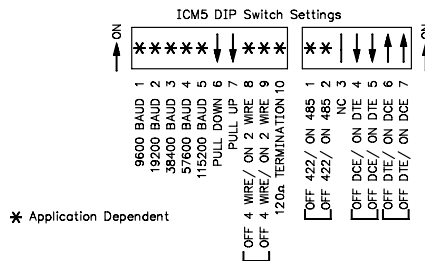 ICM5 DIP Switch Settings
ON
ON
9600 BAUD 1
19200 BAUD 2
38400 BAUD 3
57600 BAUD 4
115200 BAUD 5
PULL DOWN 6
PULL UP 7
OFF 4 WIRE/ ON 2 WIRE 8
OFF 4 WIRE/ ON 2 WIRE 9
120Ω TERMINATION 10
OFF 422/ ON 485 1
OFF 422/ ON 485 2
NC 3
OFF DCE/ ON DTE 4
OFF DCE/ ON DTE 5
OFF DTE/ ON DCE 6
OFF DTE/ ON DCE 7
* Application Dependent